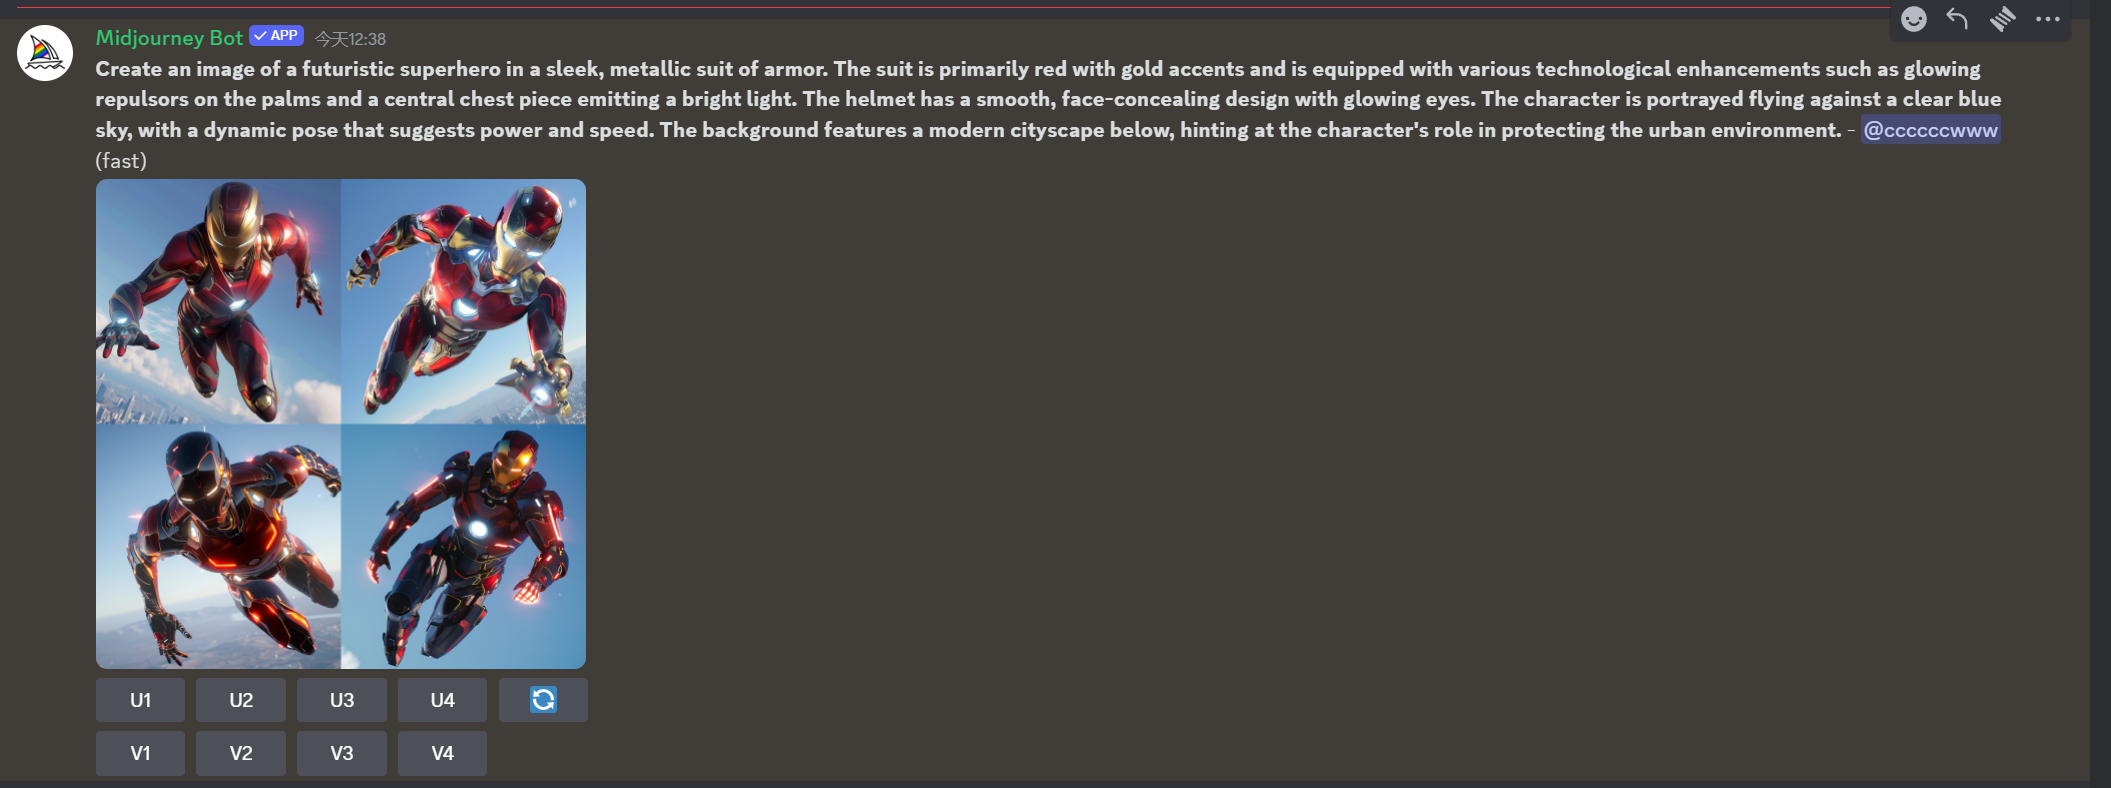 Midjourney Bot APP 今天12:38
Create an image of a futuristic superhero in a sleek, metallic suit of armor. The suit is primarily red with gold accents and is equipped with various technological enhancements such as glowing
repulsors on the palms and a central chest piece emitting a bright light. The helmet has a smooth, face-concealing design with glowing eyes. The character is portrayed flying against a clear blue
sky, with a dynamic pose that suggests power and speed. The background features a modern cityscape below, hinting at the character's role in protecting the urban environment. - @ccccccwww
(fast)
U1 U2 U3 U4
V1 V2 V3 V4